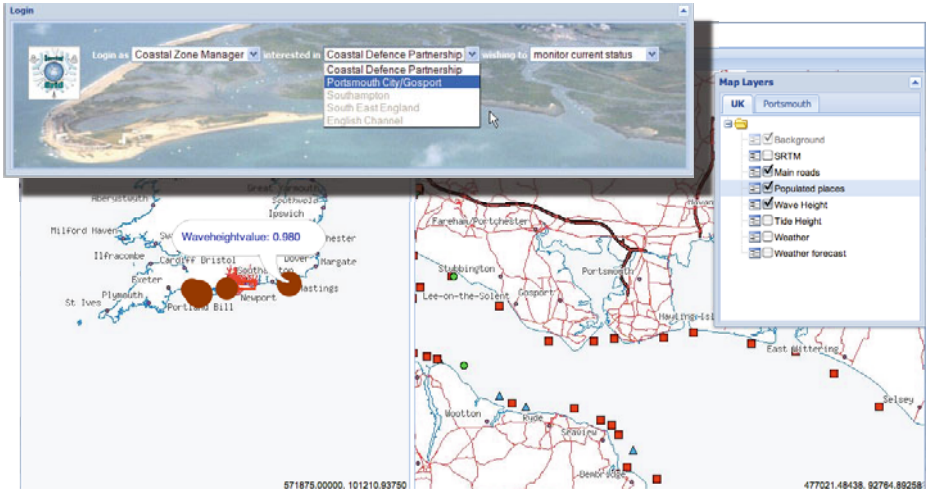 Login
Login as Coastal Zone Manager interested in Coastal Defence Partnership wishing to monitor current status
Coastal Defence Partnership
Portsmouth City/Gosport
Southampton
South East England
English Channel
Map Layers
UK Portsmouth
Background
SRTM
Main roads
Populated places
Wave Height
Tide Height
Weather
Weather forecast
Aberystwyth
Great Yarmouth
Southwold
Ipswich
Milford Haven
Waveheightvalue: 0.980
Ilfracombe
Cardiff Bristol
Dover
Margate
Exeter
Hastings
Plymouth
Newport
St Ives
Portland Bill
571875.00000, 101210.93750
Fareham/Portchester
Stubbington
Portsmouth
Lee-on-the-Solent
Gosport
East Wittering
Selsey
Wootton
Ryde
Seaview
Bembridge
477021.48438, 92764.89258